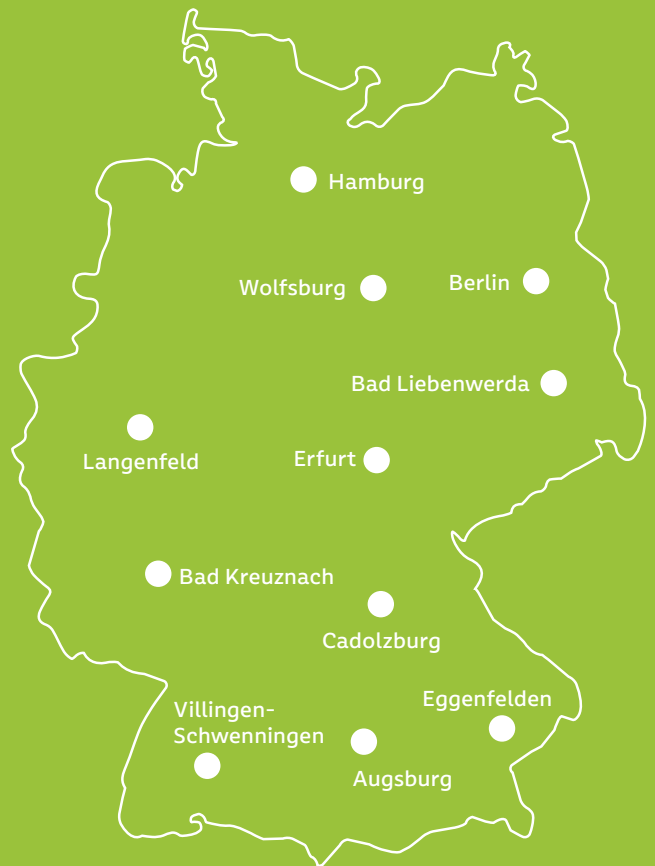 Hamburg
Wolfsburg
Berlin
Bad Liebenwerda
Langenfeld
Erfurt
Bad Kreuznach
Cadolzburg
Eggenfelden
Villingen-
Schwenningen
Augsburg